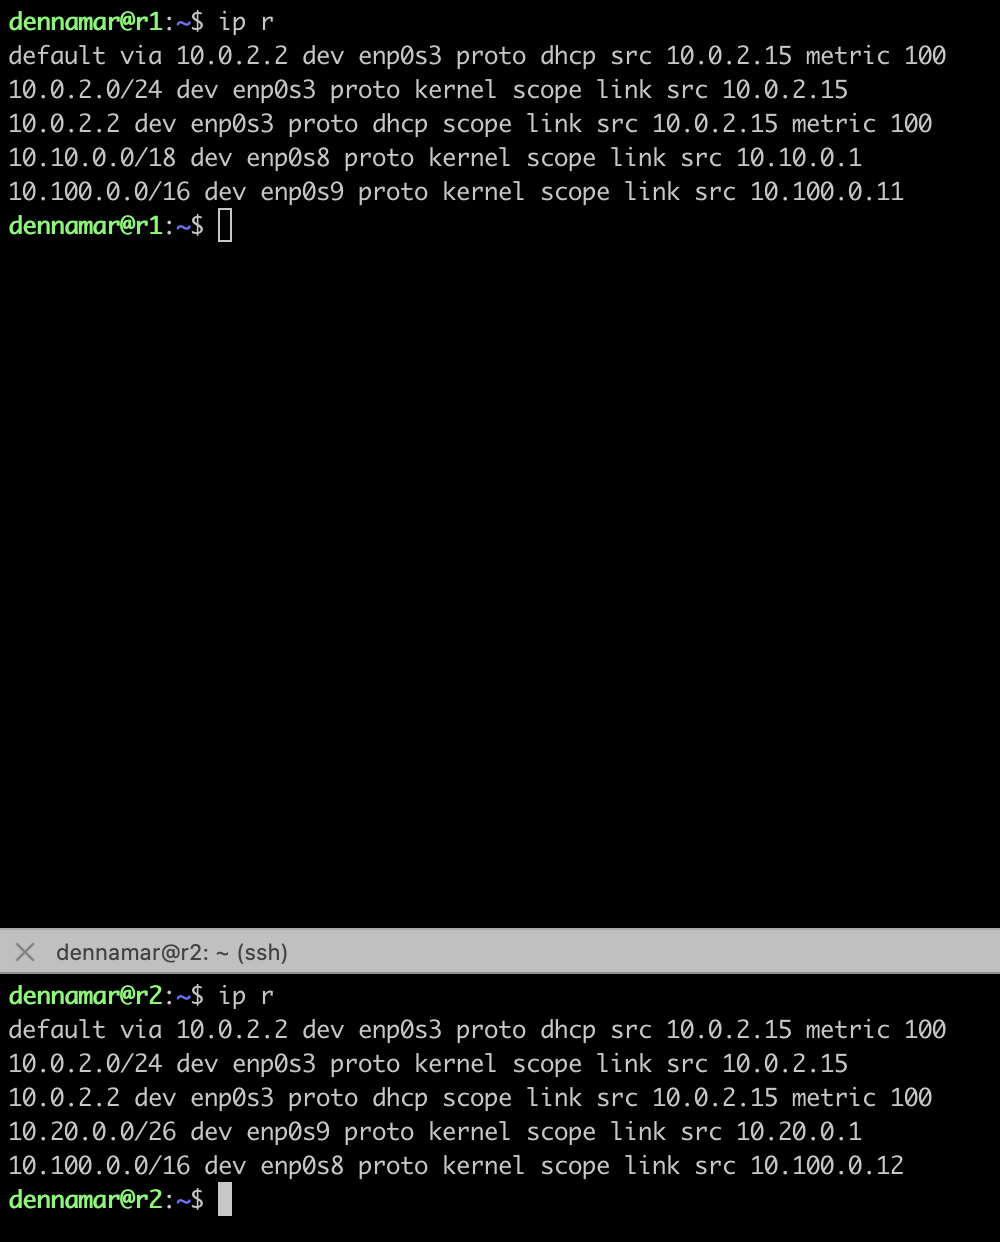 dennamar@r1:~$ ip r
default via 10.0.2.2 dev enp0s3 proto dhcp src 10.0.2.15 metric 100
10.0.2.0/24 dev enp0s3 proto kernel scope link src 10.0.2.15
10.0.2.2 dev enp0s3 proto dhcp scope link src 10.0.2.15 metric 100
10.10.0.0/18 dev enp0s8 proto kernel scope link src 10.10.0.1
10.100.0.0/16 dev enp0s9 proto kernel scope link src 10.100.0.11
dennamar@r1:~$
dennamar@r2: ~ (ssh)
dennamar@r2:~$ ip r
default via 10.0.2.2 dev enp0s3 proto dhcp src 10.0.2.15 metric 100
10.0.2.0/24 dev enp0s3 proto kernel scope link src 10.0.2.15
10.0.2.2 dev enp0s3 proto dhcp scope link src 10.0.2.15 metric 100
10.20.0.0/26 dev enp0s9 proto kernel scope link src 10.20.0.1
10.100.0.0/16 dev enp0s8 proto kernel scope link src 10.100.0.12
dennamar@r2:~$